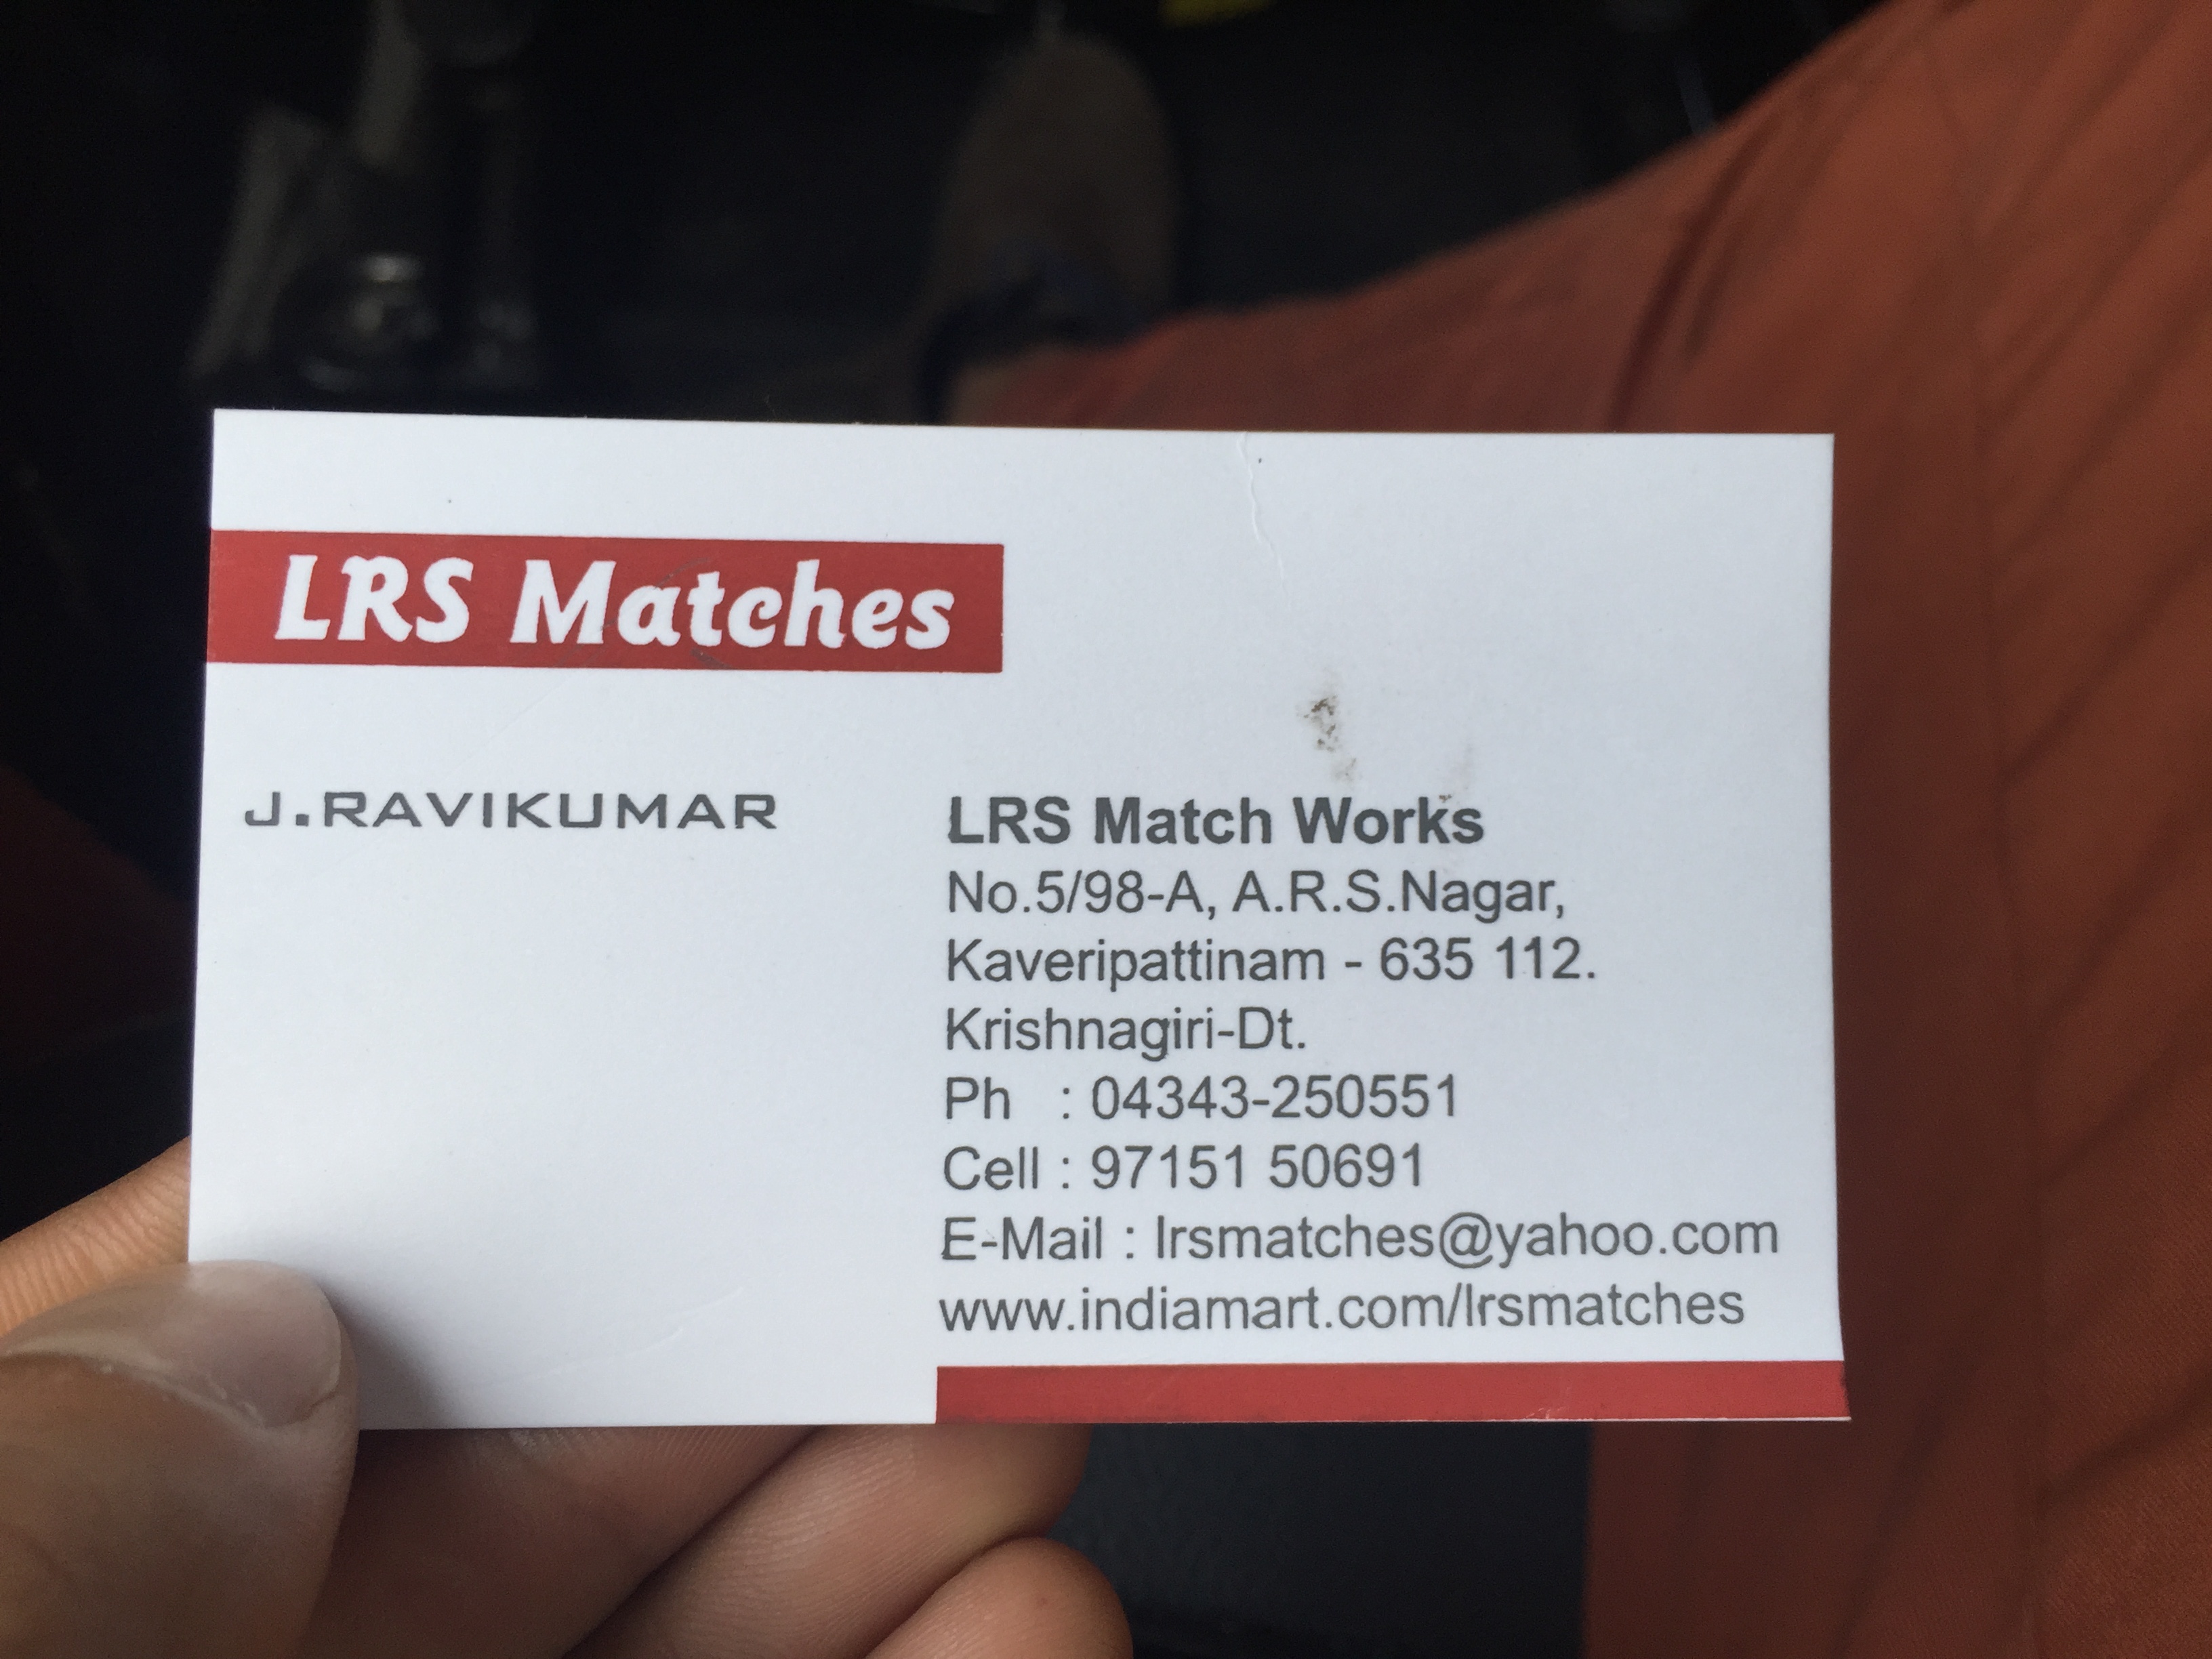 LRS Matches
J.RAVIKUMAR
LRS Match Works
No.5/98-A, A.R.S.Nagar,
Kaveripattinam - 635 112.
Krishnagiri-Dt.
Ph : 04343-250551
Cell : 97151 50691
E-Mail : lrsmatches@yahoo.com
www.indiamart.com/lrsmatches